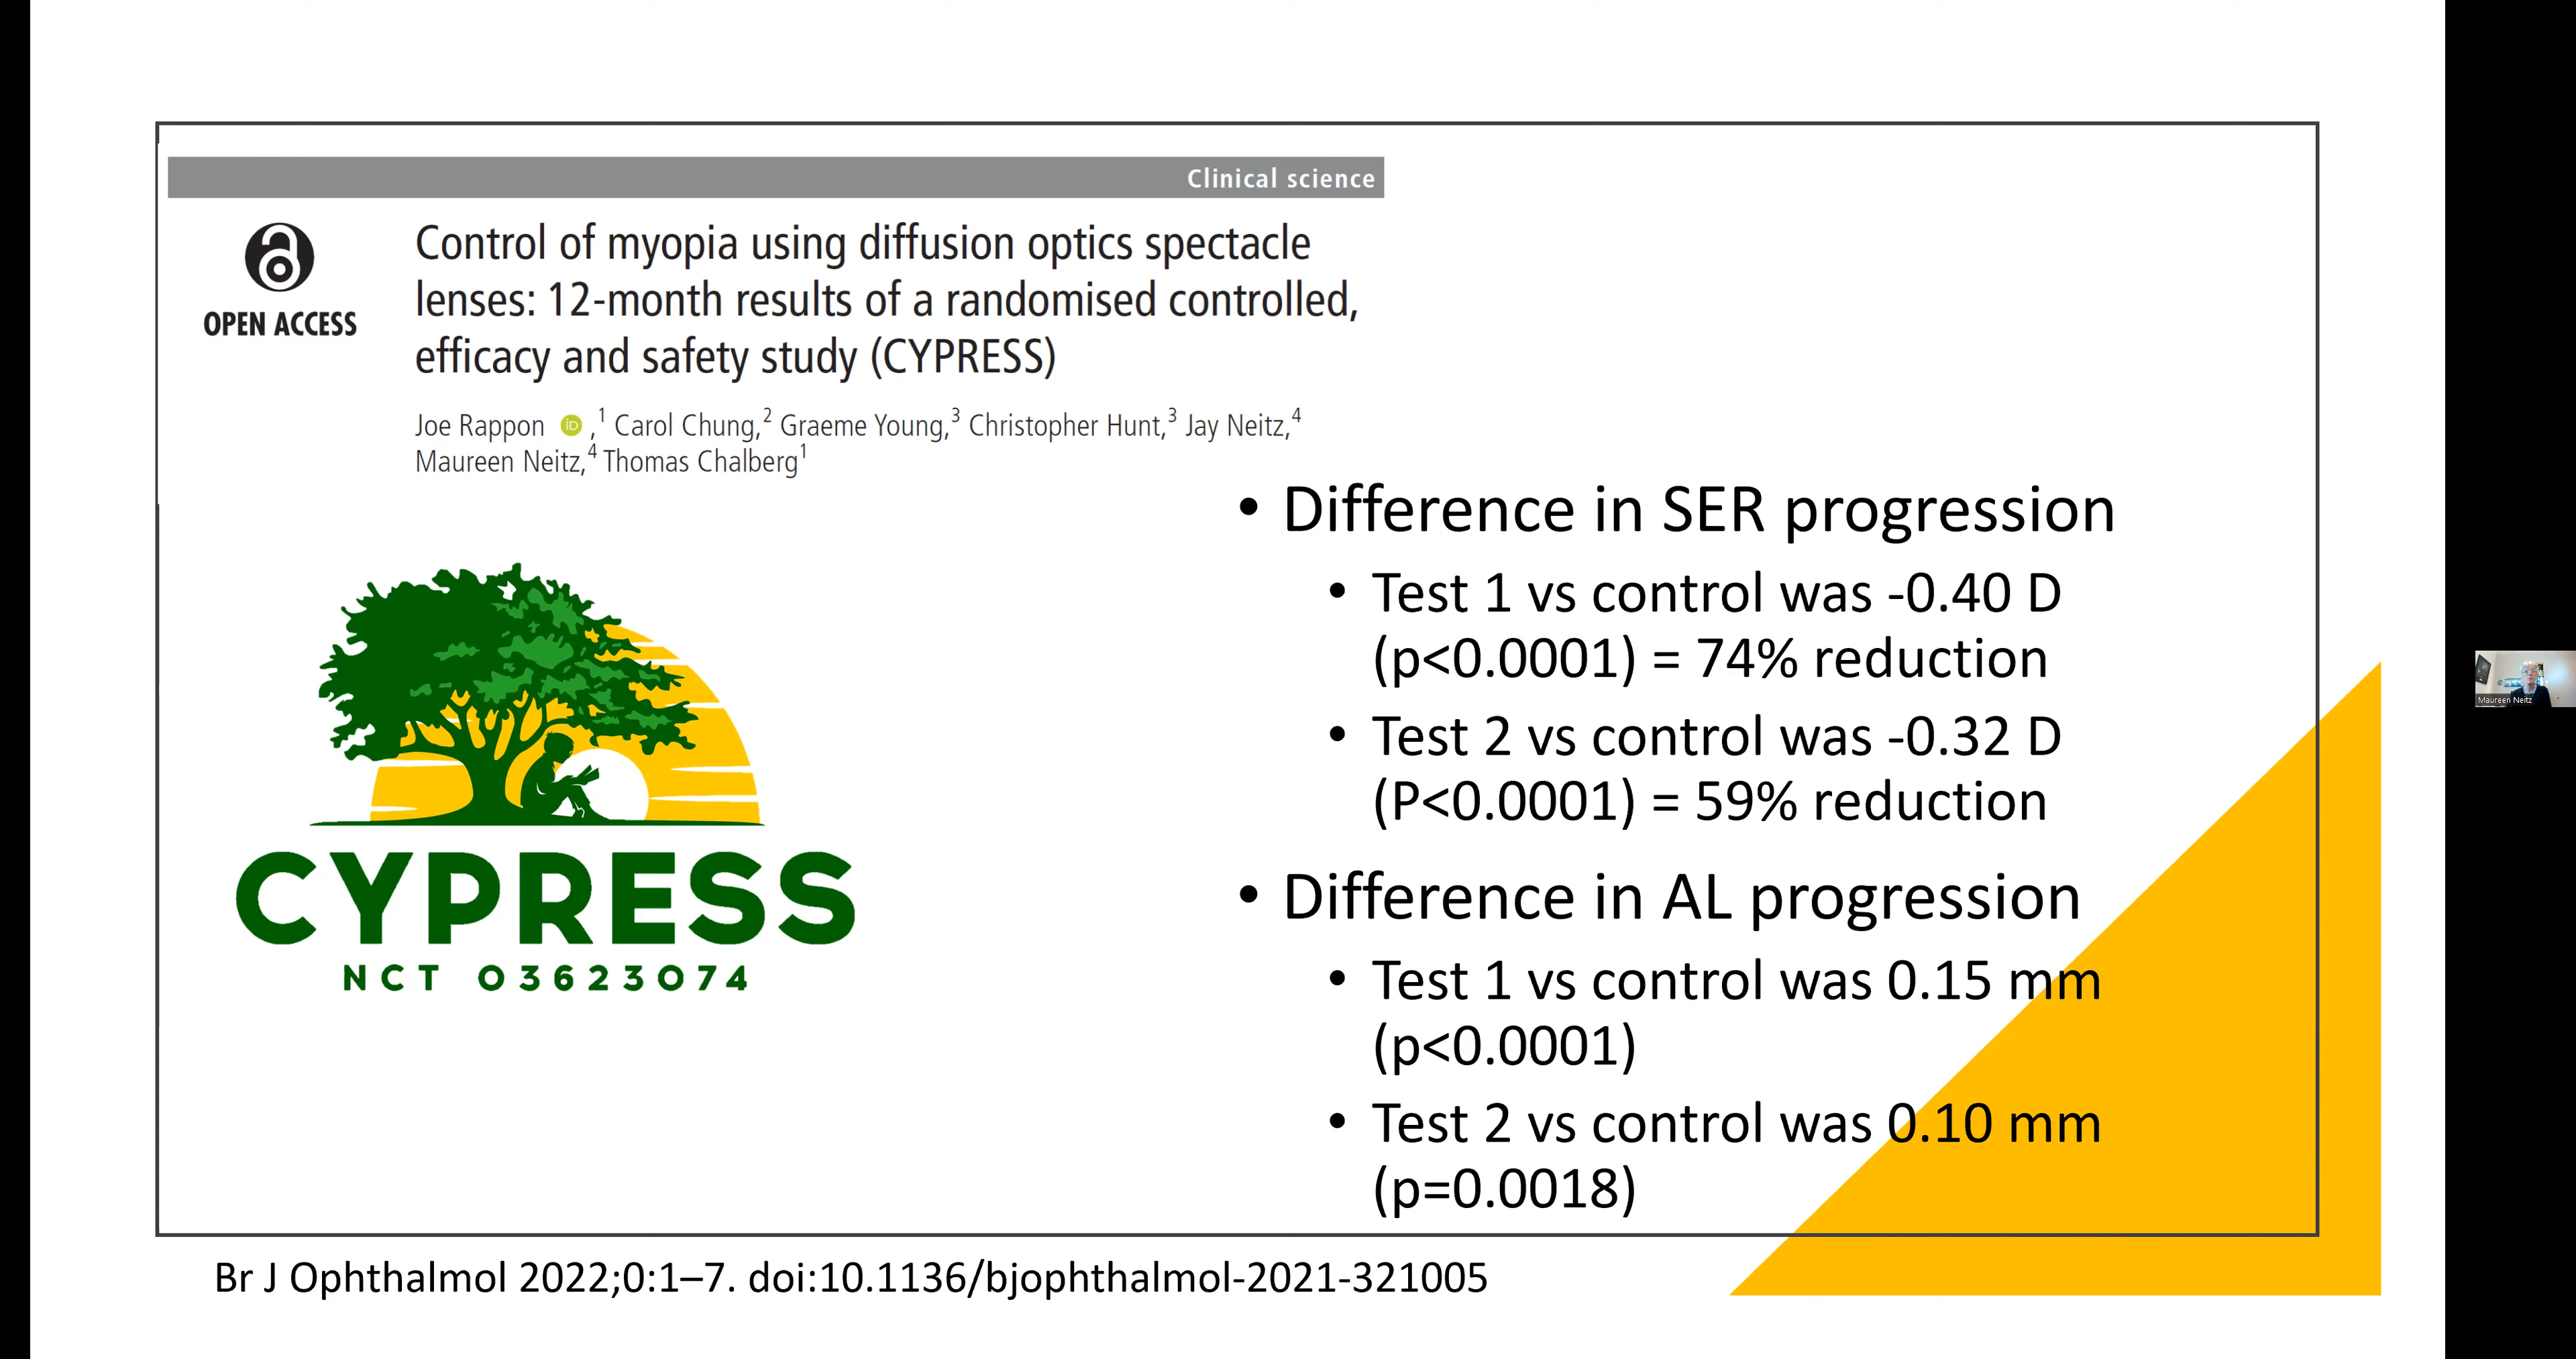 Clinical science
OPEN ACCESS
Control of myopia using diffusion optics spectacle
lenses: 12-month results of a randomised controlled,
efficacy and safety study (CYPRESS)
Joe Rappon iD ,1 Carol Chung,2 Graeme Young,3 Christopher Hunt,3 Jay Neitz,4
Maureen Neitz,4 Thomas Chalberg1
• Difference in SER progression
• Test 1 vs control was -0.40 D
(p<0.0001) = 74% reduction
• Test 2 vs control was -0.32 D
(P<0.0001) = 59% reduction
• Difference in AL progression
• Test 1 vs control was 0.15 mm
(p<0.0001)
• Test 2 vs control was 0.10 mm
(p=0.0018)
CYPRESS
NCT 03623074
Br J Ophthalmol 2022;0:1–7. doi:10.1136/bjophthalmol-2021-321005
Maureen Neitz